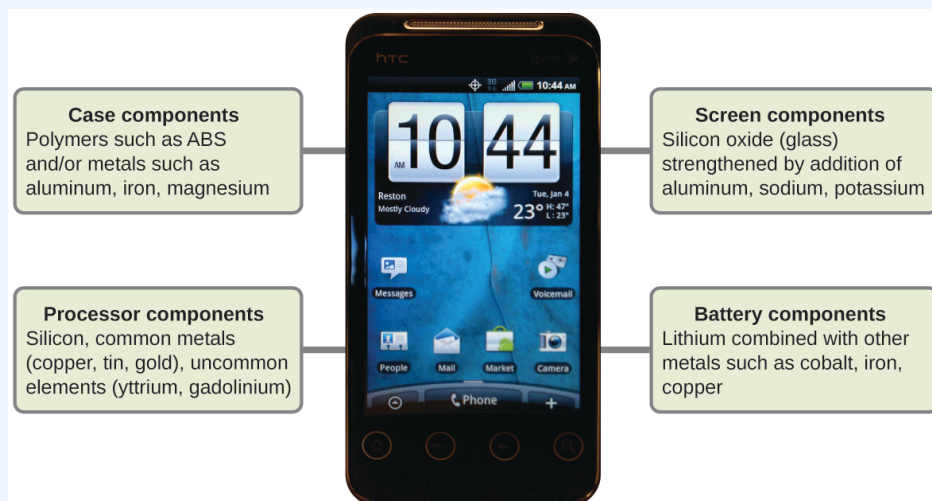 hTC
Sprint
3G
10:44 AM
Case components
Polymers such as ABS
and/or metals such as
aluminum, iron, magnesium
Screen components
Silicon oxide (glass)
strengthened by addition of
aluminum, sodium, potassium
10 44
AM
Reston
Mostly Cloudy
Tue, Jan 4
23° H: 47°
L: 23°
Messages
Voicemail
Processor components
Silicon, common metals
(copper, tin, gold), uncommon
elements (yttrium, gadolinium)
Battery components
Lithium combined with other
metals such as cobalt, iron,
copper
People Mail Market Camera
Phone